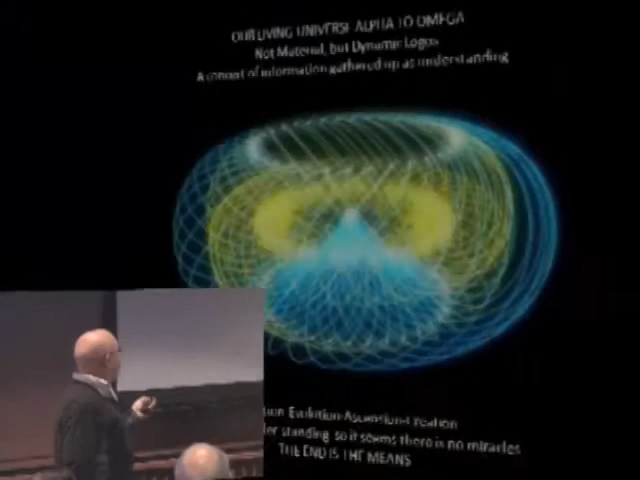 OUR LIVING UNIVERSE ALPHA TO OMEGA
Not Material, but Dynamic Logos
A concept of information gathered up as understanding
Evolution-Ascension-Creation
standing so it seems there is no miracles
THE END IS THE MEANS